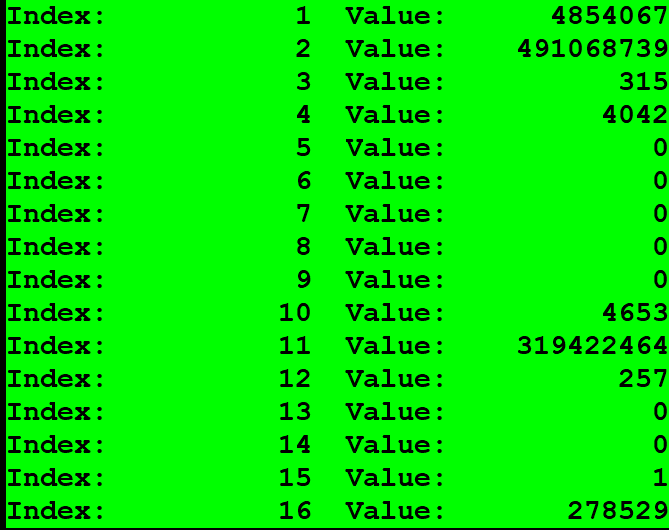 Index: 1 Value: 4854067
Index: 2 Value: 491068739
Index: 3 Value: 315
Index: 4 Value: 4042
Index: 5 Value: 0
Index: 6 Value: 0
Index: 7 Value: 0
Index: 8 Value: 0
Index: 9 Value: 0
Index: 10 Value: 4653
Index: 11 Value: 319422464
Index: 12 Value: 257
Index: 13 Value: 0
Index: 14 Value: 0
Index: 15 Value: 1
Index: 16 Value: 278529